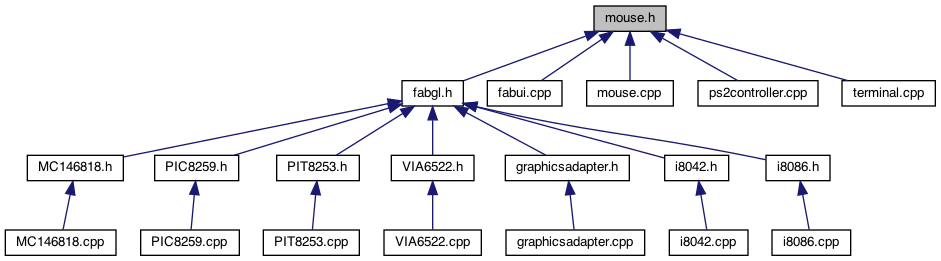 mouse.h
fabgl.h
fabui.cpp
mouse.cpp
ps2controller.cpp
terminal.cpp
MC146818.h
PIC8259.h
PIT8253.h
VIA6522.h
graphicsadapter.h
i8042.h
i8086.h
MC146818.cpp
PIC8259.cpp
PIT8253.cpp
VIA6522.cpp
graphicsadapter.cpp
i8042.cpp
i8086.cpp